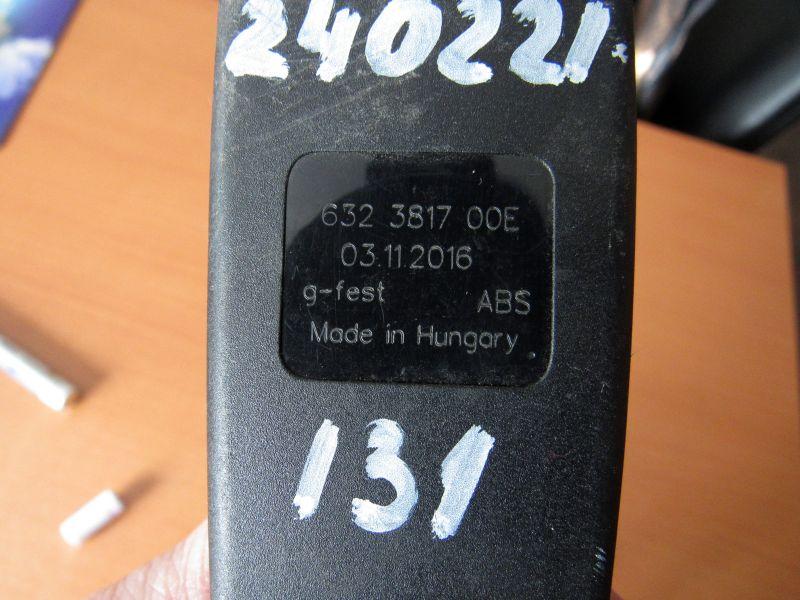 240221
632 3817 00E
03.11.2016
g-fest ABS
Made in Hungary
131